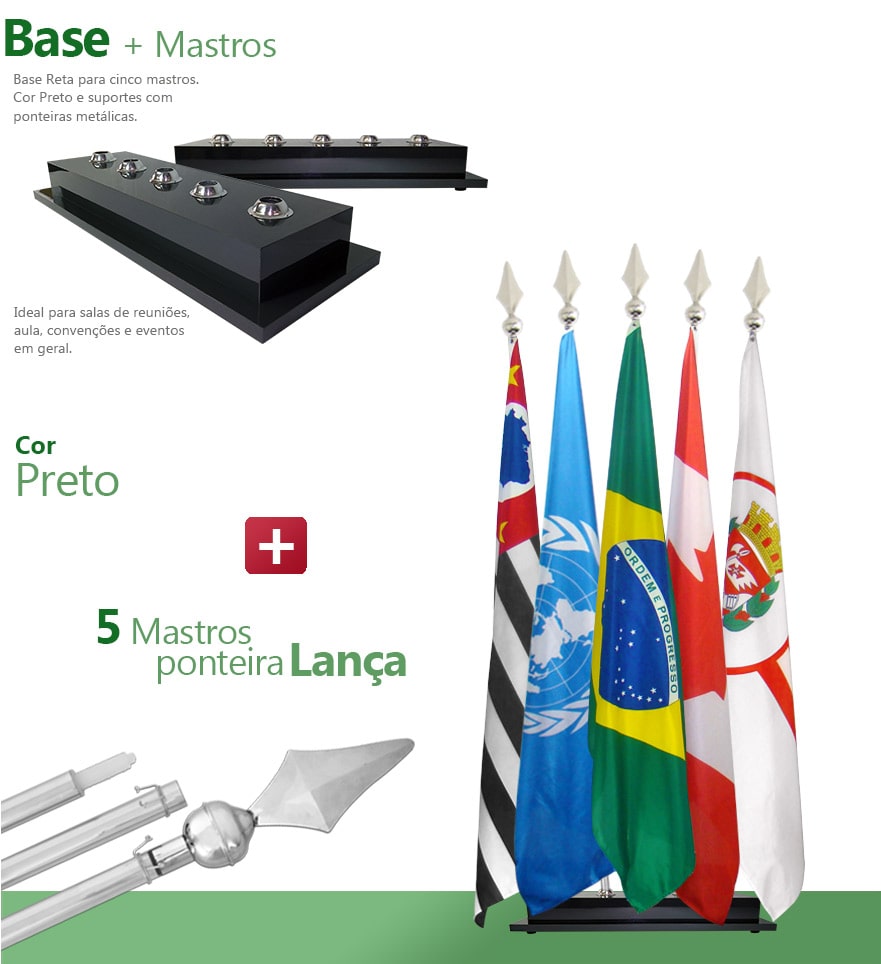 Base + Mastros
Base Reta para cinco mastros.
Cor Preto e suportes com
ponteiras metálicas.
Ideal para salas de reuniões,
aula, convenções e eventos
em geral.
Cor
Preto
+
5 Mastros
ponteira Lança
ORDEM E PROGRESSO